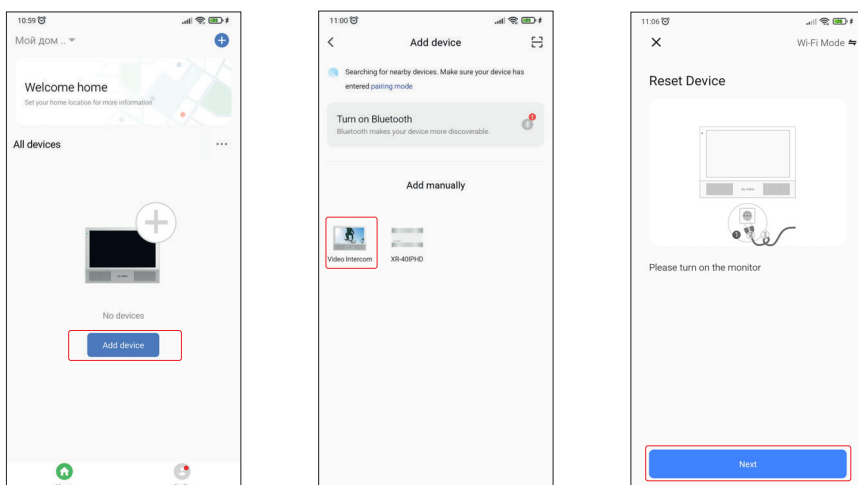 10:59
Мой дом ..
Welcome home
Set your home location for more information
All devices
No devices
Add device
11:00
Add device
Searching for nearby devices. Make sure your device has
entered pairing mode
Turn on Bluetooth
Bluetooth makes your device more discoverable.
Add manually
Video Intercom
XR-40IPHD
11:06
Wi-Fi Mode
Reset Device
Please turn on the monitor
Next